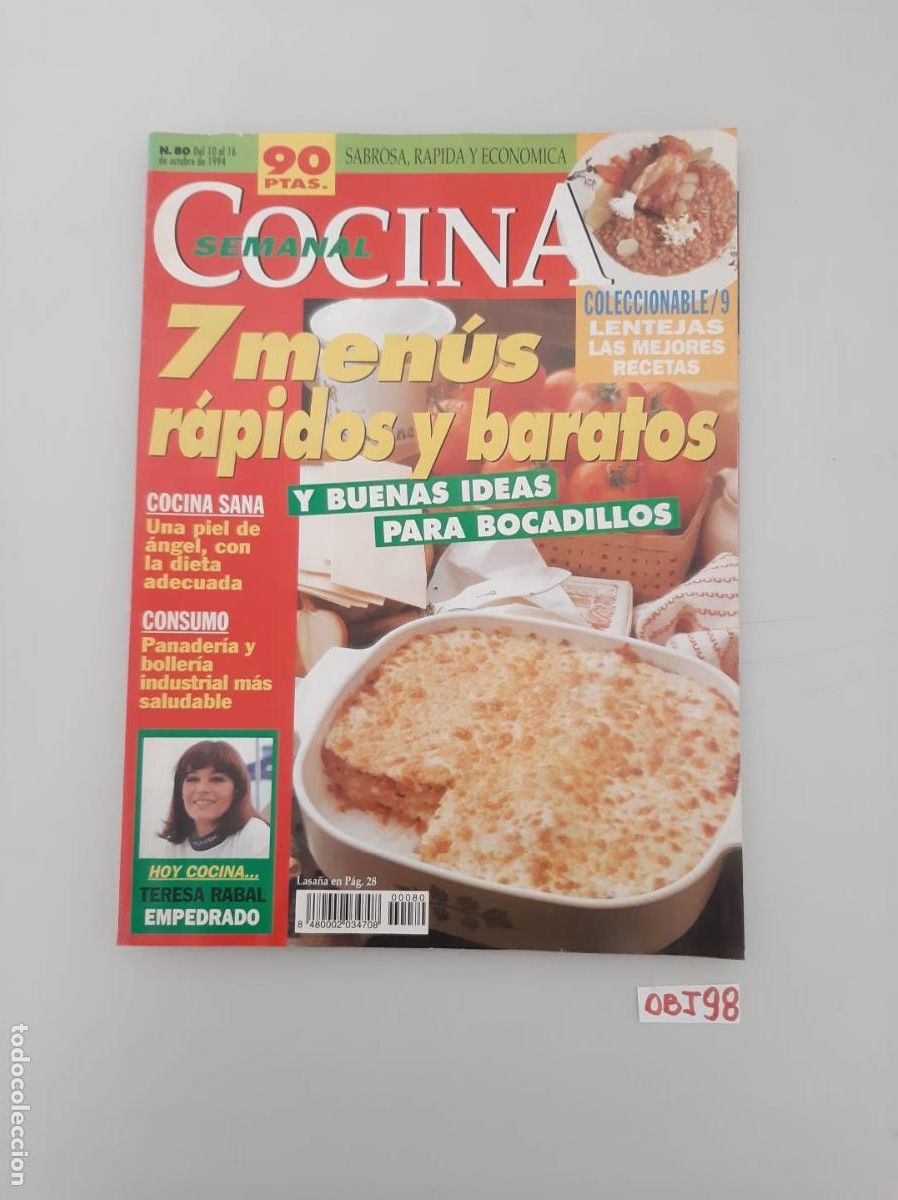 N. 80 Del 10 al 16
de octubre de 1994
90
PTAS.
SABROSA, RAPIDA Y ECONOMICA
COCINA
SEMANAL
COLECCIONABLE/9
LENTEJAS
LAS MEJORES
RECETAS
7 menús
rápidos y baratos
Y BUENAS IDEAS
PARA BOCADILLOS
COCINA SANA
Una piel de
ángel, con
la dieta
adecuada
CONSUMO
Panadería y
bollería
industrial más
saludable
HOY COCINA...
TERESA RABAL
EMPEDRADO
Lasaña en Pág. 28
00080
8 480002 034708
OBJ98
todocoleccion